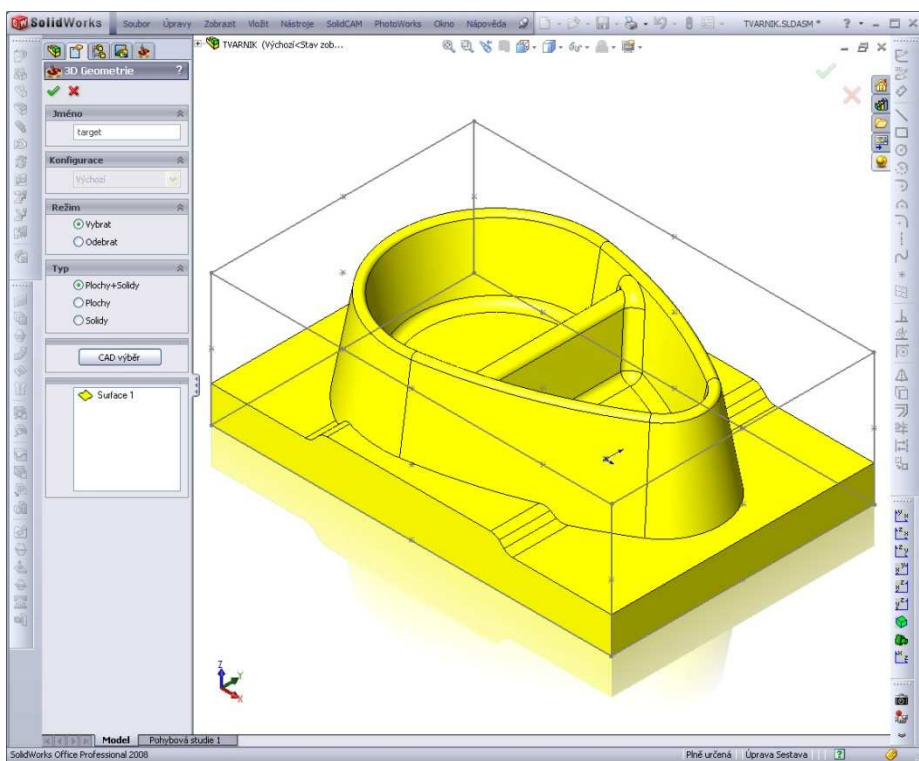 SolidWorks Soubor Úpravy Zobrazit Vložit Nástroje SolidCAM PhotoWorks Okno Nápověda TVARNIK.SLDASM *
TVARNIK (Výchozí<Stav zob...
3D Geometrie ?
Jméno
target
Konfigurace
Výchozí
Režim
Vybrat
Odebrat
Typ
Plochy+Solidy
Plochy
Solidy
CAD výběr
Surface 1
Z
Y
X
Model Pohybová studie 1
SolidWorks Office Professional 2008 Plně určená Úprava Sestava ?